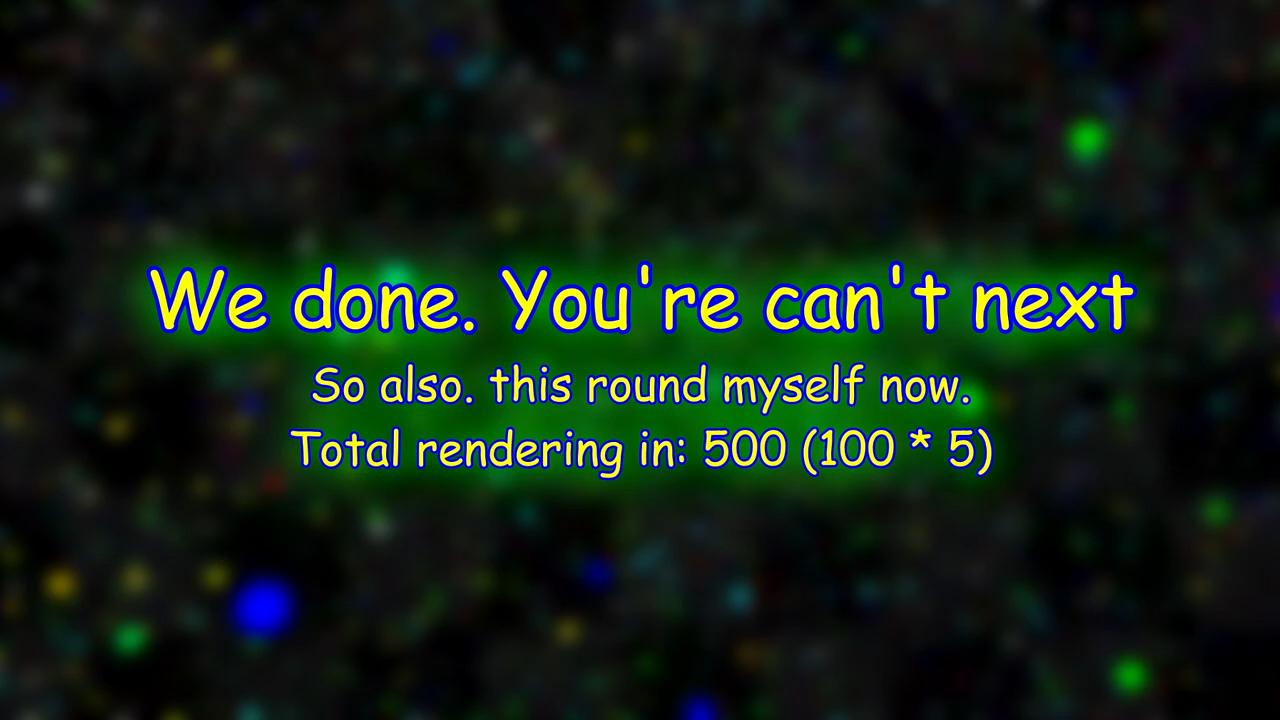 We done. You're can't next
So also. this round myself now.
Total rendering in: 500 (100 * 5)